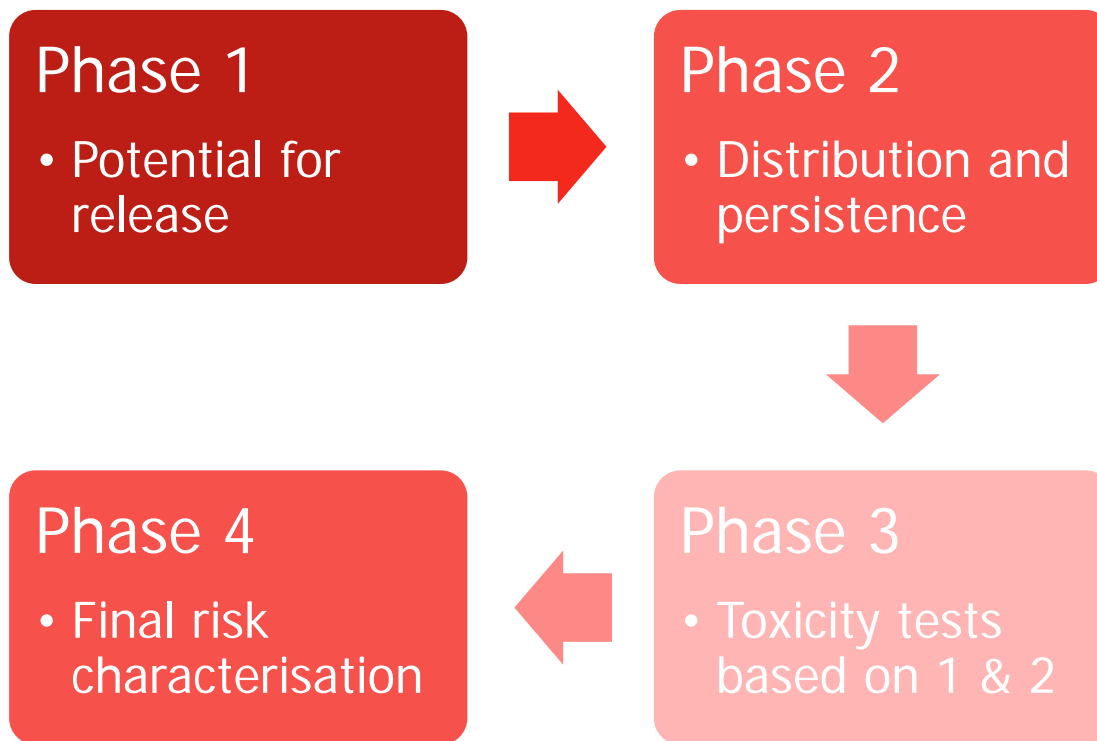 Phase 1
• Potential for
release
Phase 2
• Distribution and
persistence
Phase 3
• Toxicity tests
based on 1 & 2
Phase 4
• Final risk
characterisation